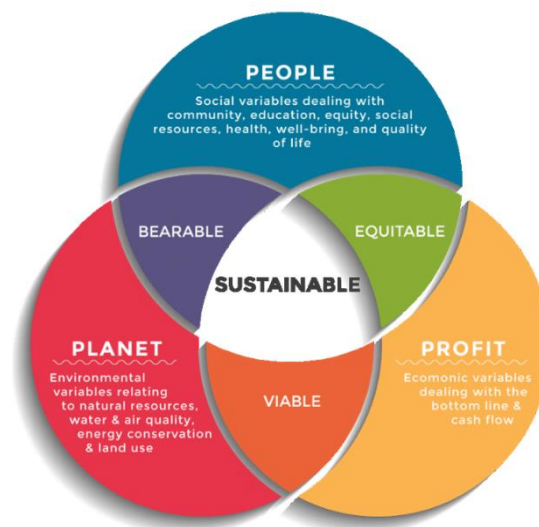 PEOPLE
Social variables dealing with
community, education, equity, social
resources, health, well-bring, and quality
of life
BEARABLE
EQUITABLE
SUSTAINABLE
PLANET
Environmental
variables relating
to natural resources,
water & air quality,
energy conservation
& land use
PROFIT
Ecomonic variables
dealing with the
bottom line &
cash flow
VIABLE